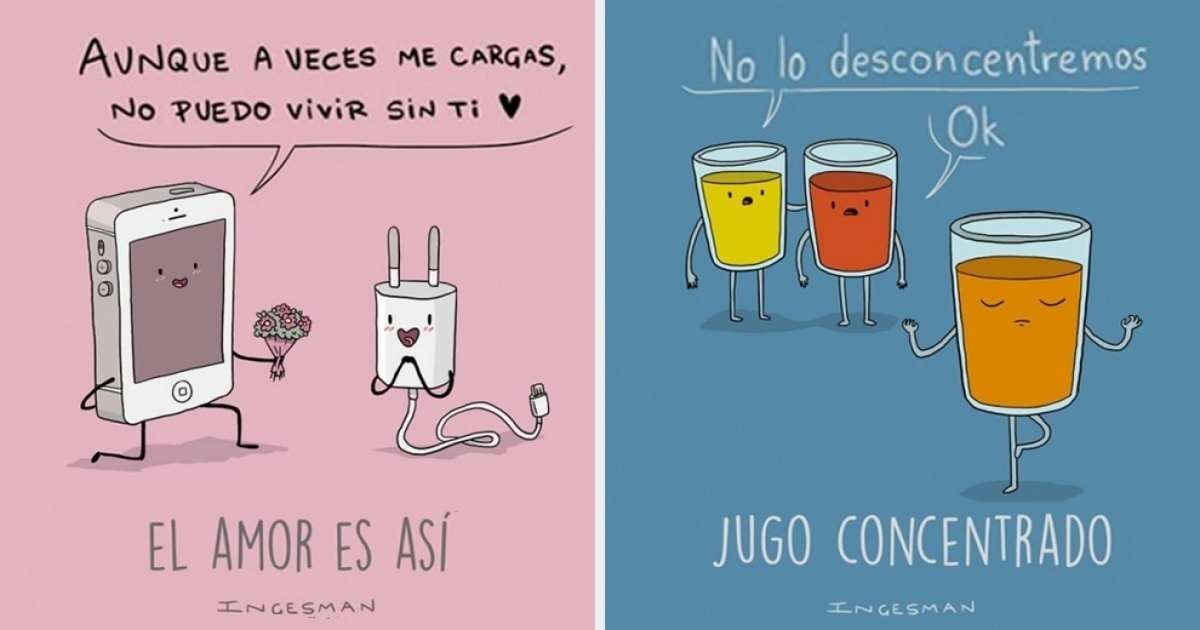 AUNQUE A VECES ME CARGAS,
NO PUEDO VIVIR SIN TI ♥
EL AMOR ES ASÍ
INGESMAN
No lo desconcentremos
Ok
JUGO CONCENTRADO
INGESMAN